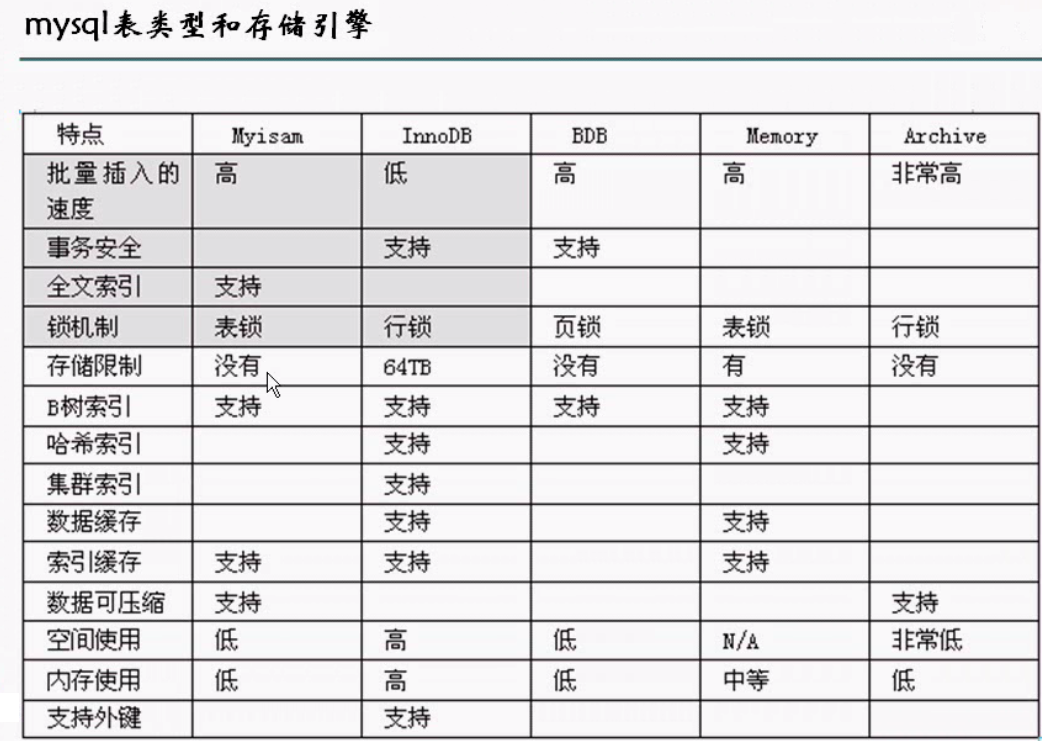 mysql表类型和存储引擎
特点 Myisam InnoDB BDB Memory Archive
批量插入的 高 低 高 高 非常高
速度
事务安全 支持 支持
全文索引 支持
锁机制 表锁 行锁 页锁 表锁 行锁
存储限制 没有 64TB 没有 有 没有
B树索引 支持 支持 支持 支持
哈希索引 支持 支持
集群索引 支持
数据缓存 支持 支持
索引缓存 支持 支持 支持
数据可压缩 支持 支持
空间使用 低 高 低 N/A 非常低
内存使用 低 高 低 中等 低
支持外键 支持